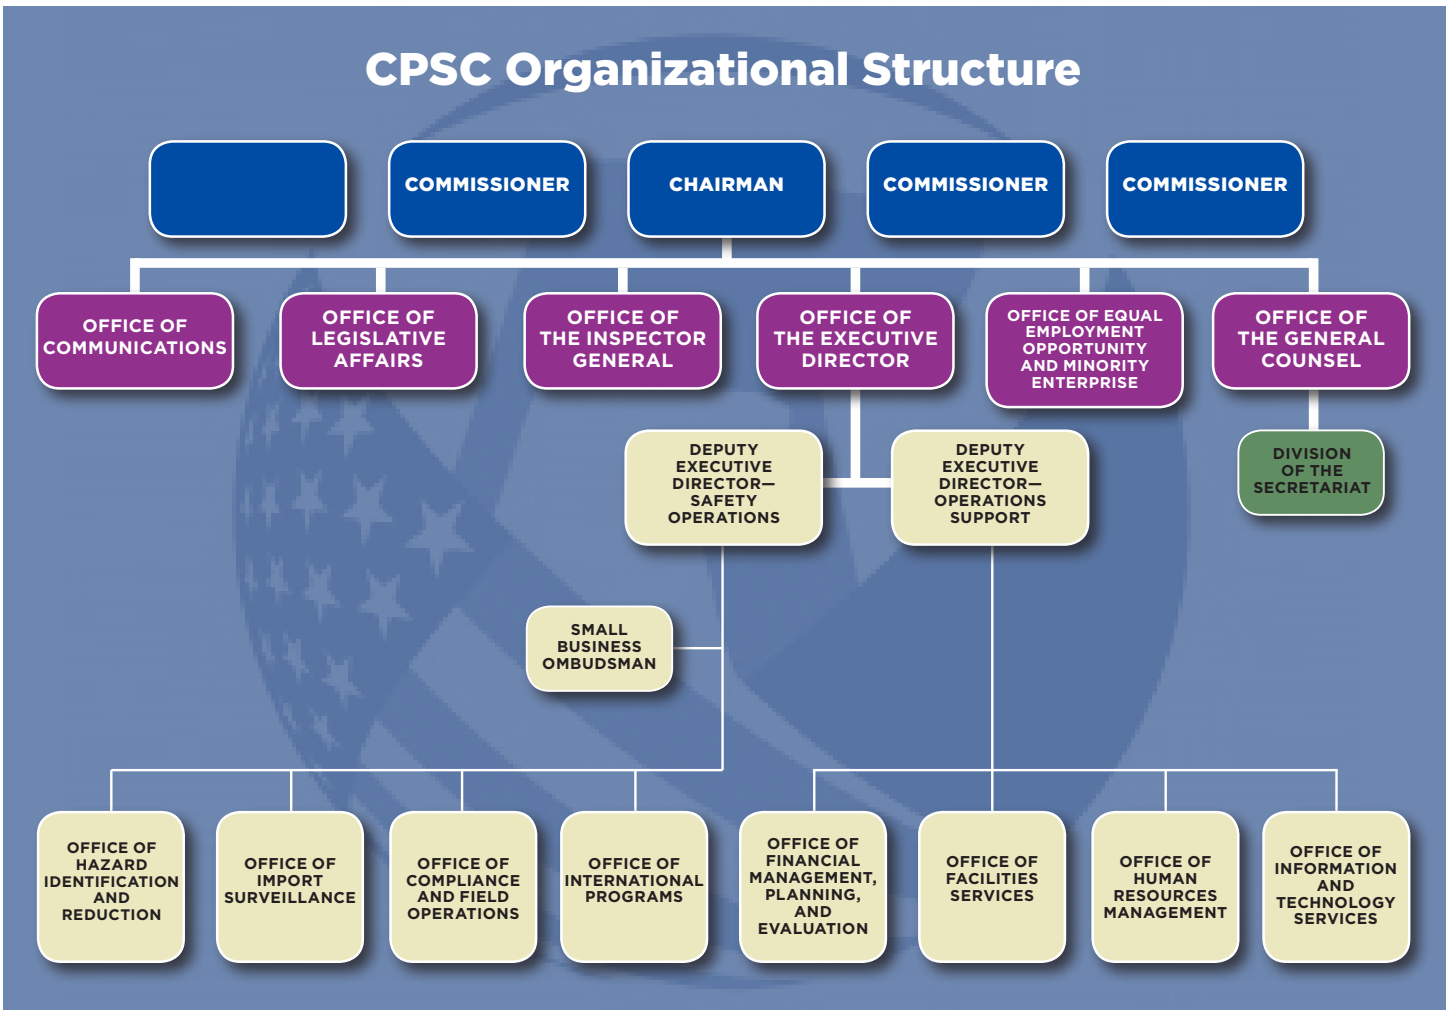 CPSC Organizational Structure
COMMISSIONER
CHAIRMAN
COMMISSIONER
COMMISSIONER
OFFICE OF
COMMUNICATIONS
OFFICE OF
LEGISLATIVE
AFFAIRS
OFFICE OF
THE INSPECTOR
GENERAL
OFFICE OF
THE EXECUTIVE
DIRECTOR
OFFICE OF EQUAL
EMPLOYMENT
OPPORTUNITY
AND MINORITY
ENTERPRISE
OFFICE OF
THE GENERAL
COUNSEL
DEPUTY
EXECUTIVE
DIRECTOR—
SAFETY
OPERATIONS
DEPUTY
EXECUTIVE
DIRECTOR—
OPERATIONS
SUPPORT
DIVISION
OF THE
SECRETARIAT
SMALL
BUSINESS
OMBUDSMAN
OFFICE OF
HAZARD
IDENTIFICATION
AND
REDUCTION
OFFICE OF
IMPORT
SURVEILLANCE
OFFICE OF
COMPLIANCE
AND FIELD
OPERATIONS
OFFICE OF
INTERNATIONAL
PROGRAMS
OFFICE OF
FINANCIAL
MANAGEMENT,
PLANNING,
AND
EVALUATION
OFFICE OF
FACILITIES
SERVICES
OFFICE OF
HUMAN
RESOURCES
MANAGEMENT
OFFICE OF
INFORMATION
AND
TECHNOLOGY
SERVICES